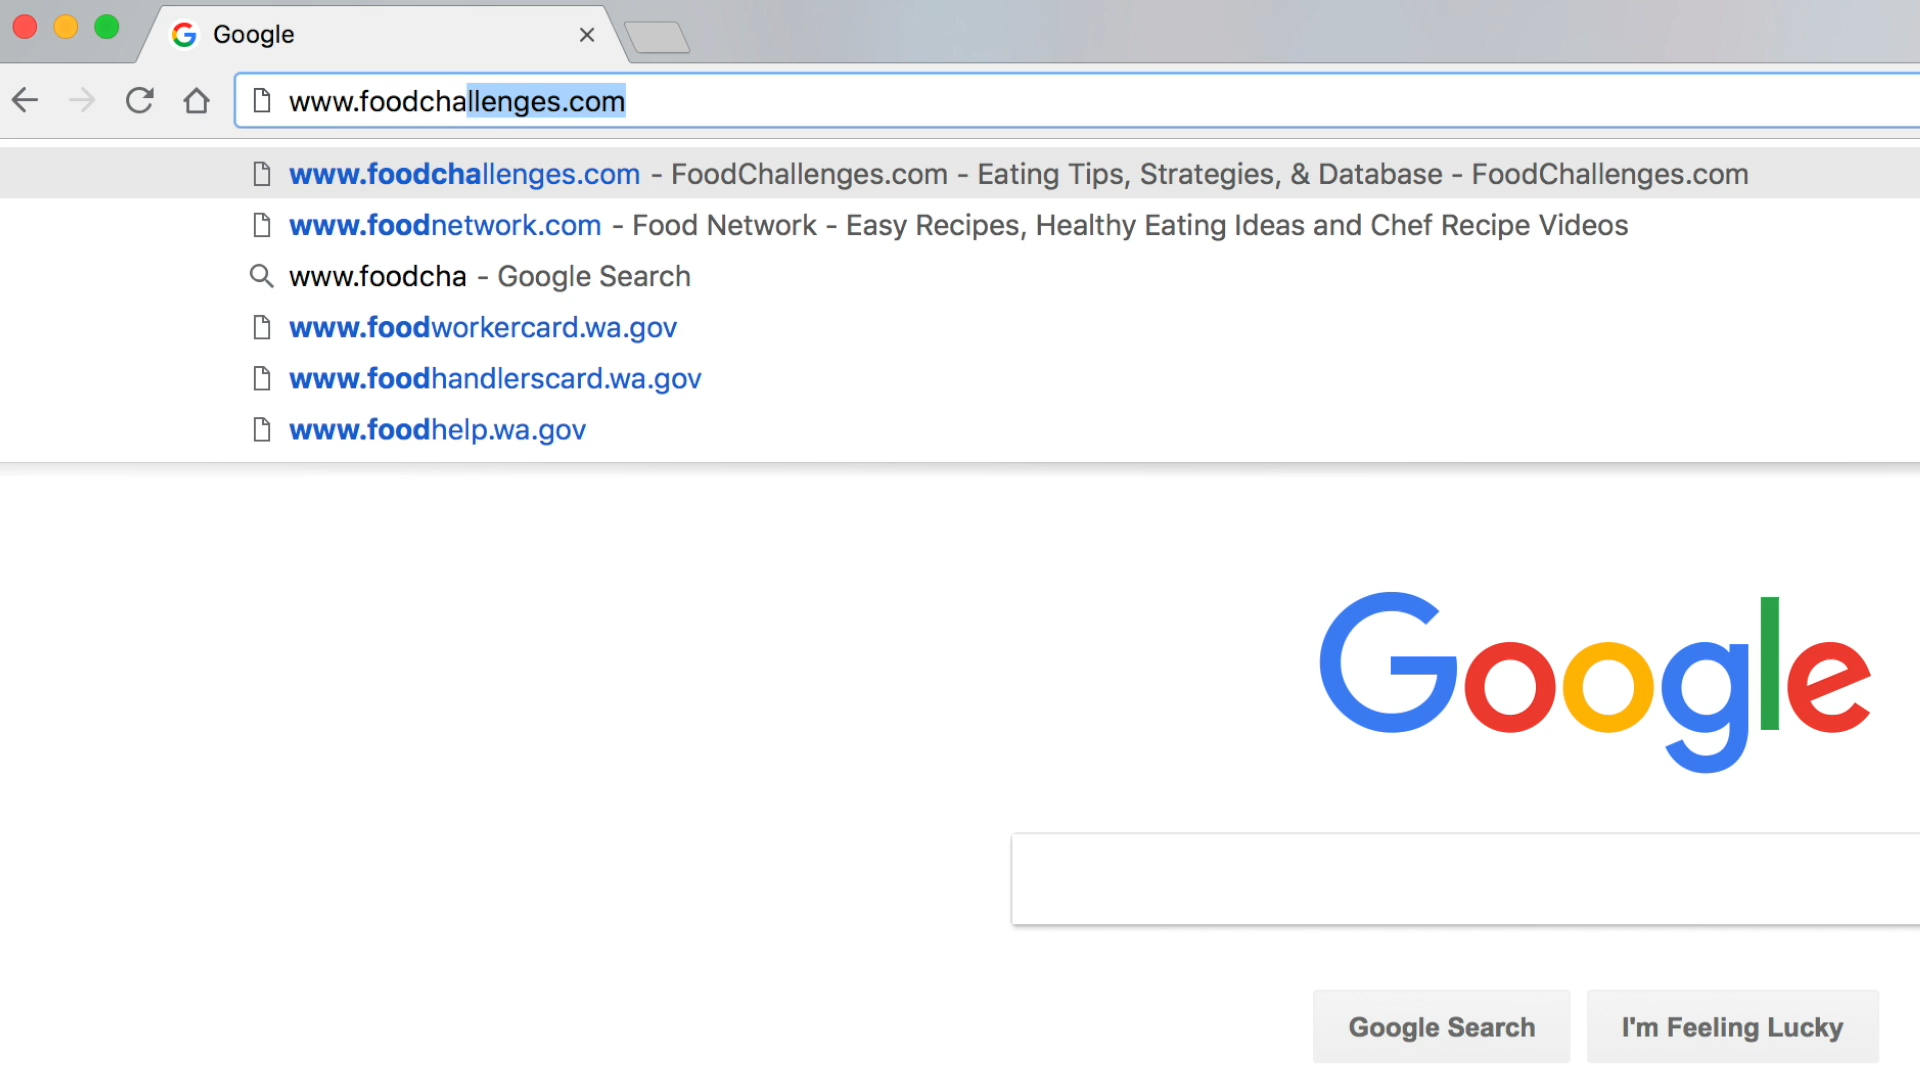 Google
www.foodchallenges.com
www.foodchallenges.com - FoodChallenges.com - Eating Tips, Strategies, & Database - FoodChallenges.com
www.foodnetwork.com - Food Network - Easy Recipes, Healthy Eating Ideas and Chef Recipe Videos
www.foodcha - Google Search
www.foodworkercard.wa.gov
www.foodhandlerscard.wa.gov
www.foodhelp.wa.gov
Google
Google Search I'm Feeling Lucky